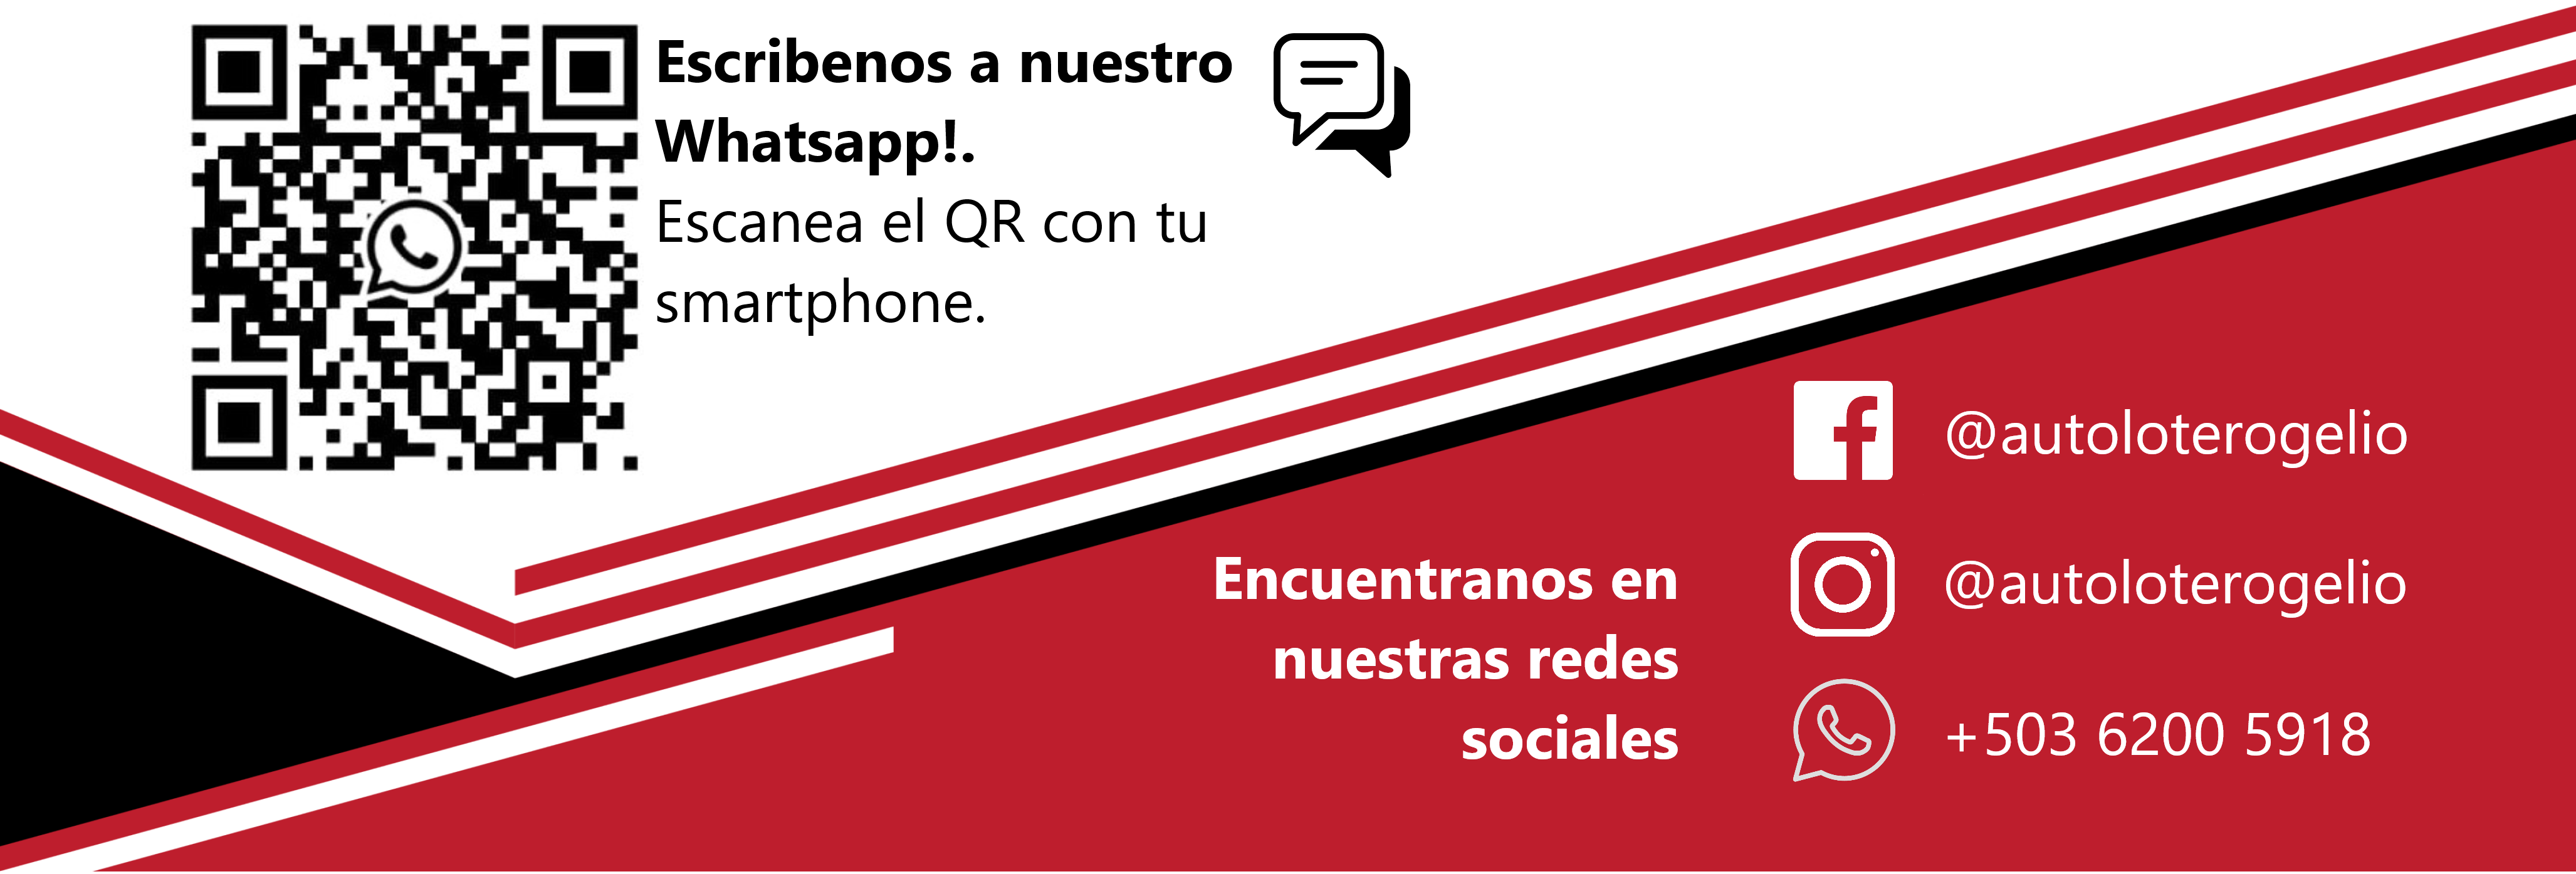 Escribenos a nuestro
Whatsapp!.
Escanea el QR con tu
smartphone.
@autoloterogelio
Encuentranos en
nuestras redes
sociales
@autoloterogelio
+503 6200 5918